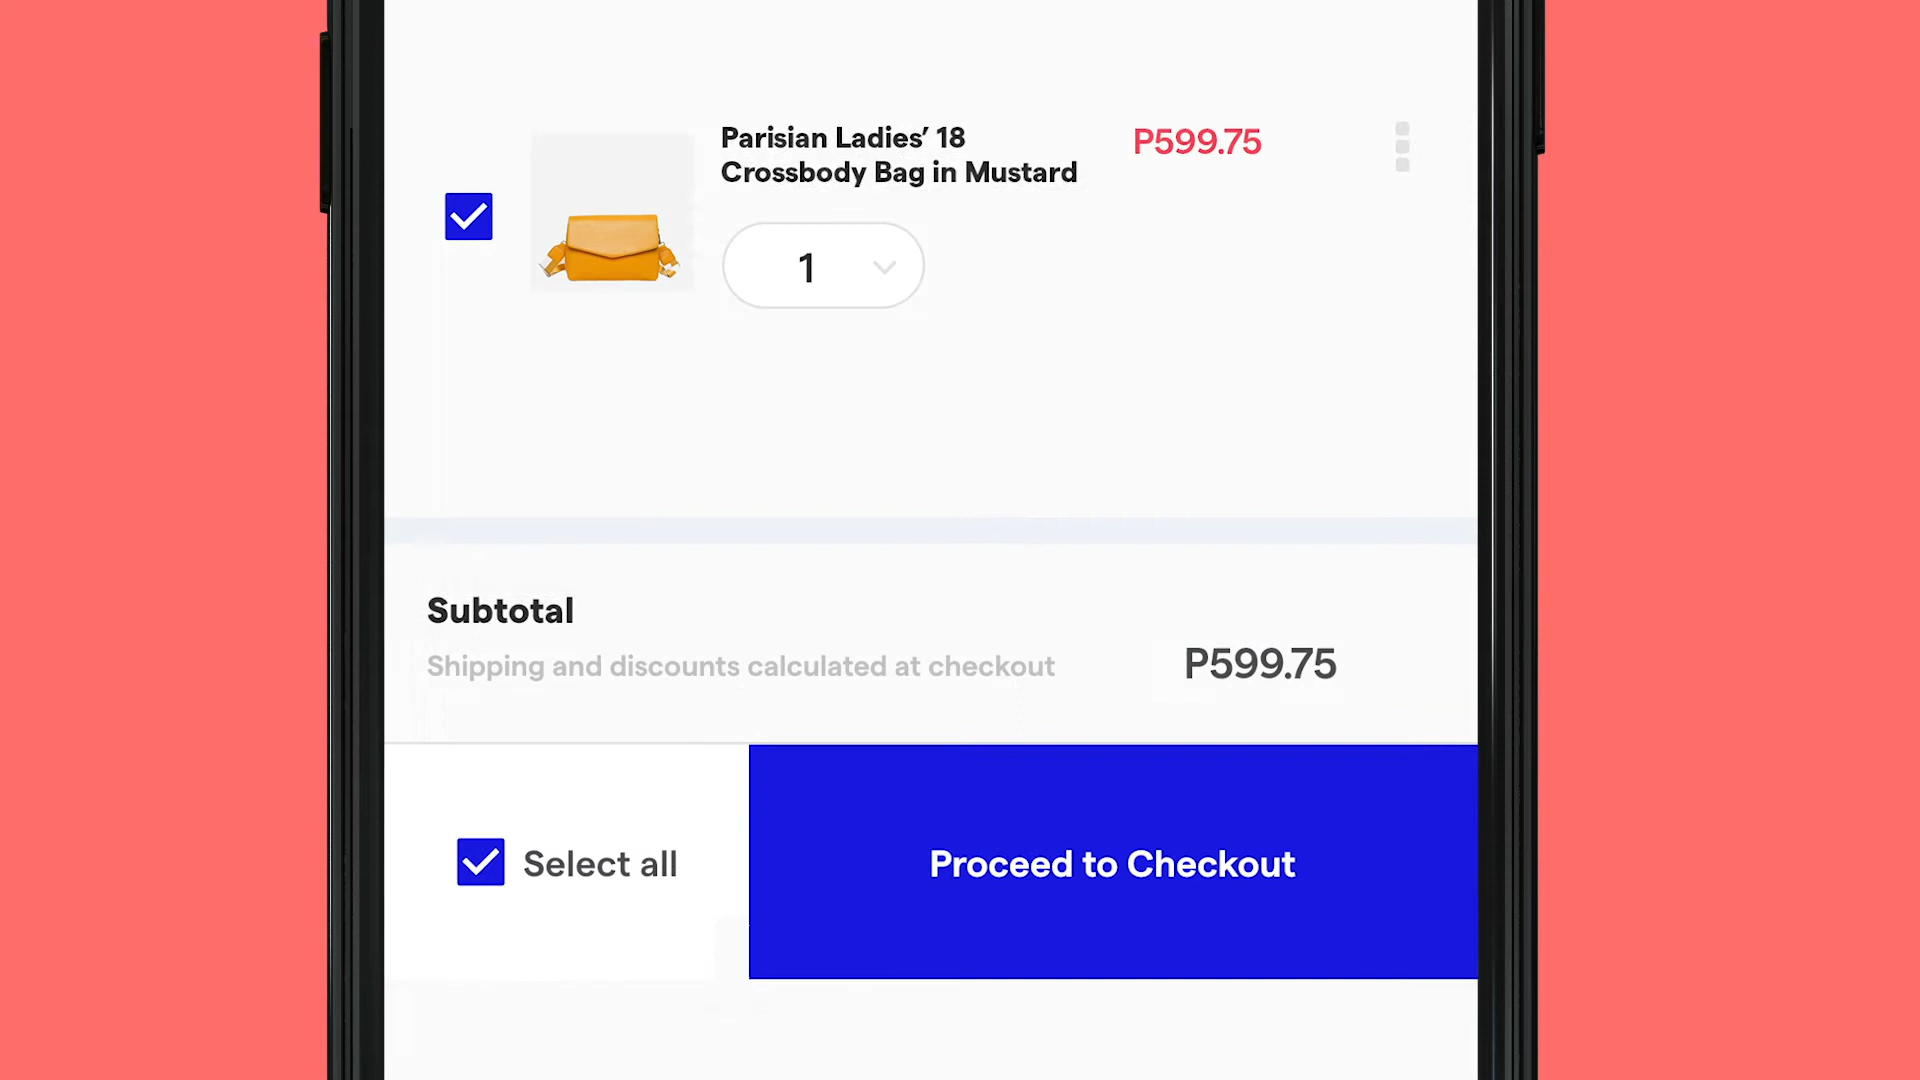 Parisian Ladies’ 18
Crossbody Bag in Mustard
P599.75
1
Subtotal
Shipping and discounts calculated at checkout
P599.75
Select all
Proceed to Checkout